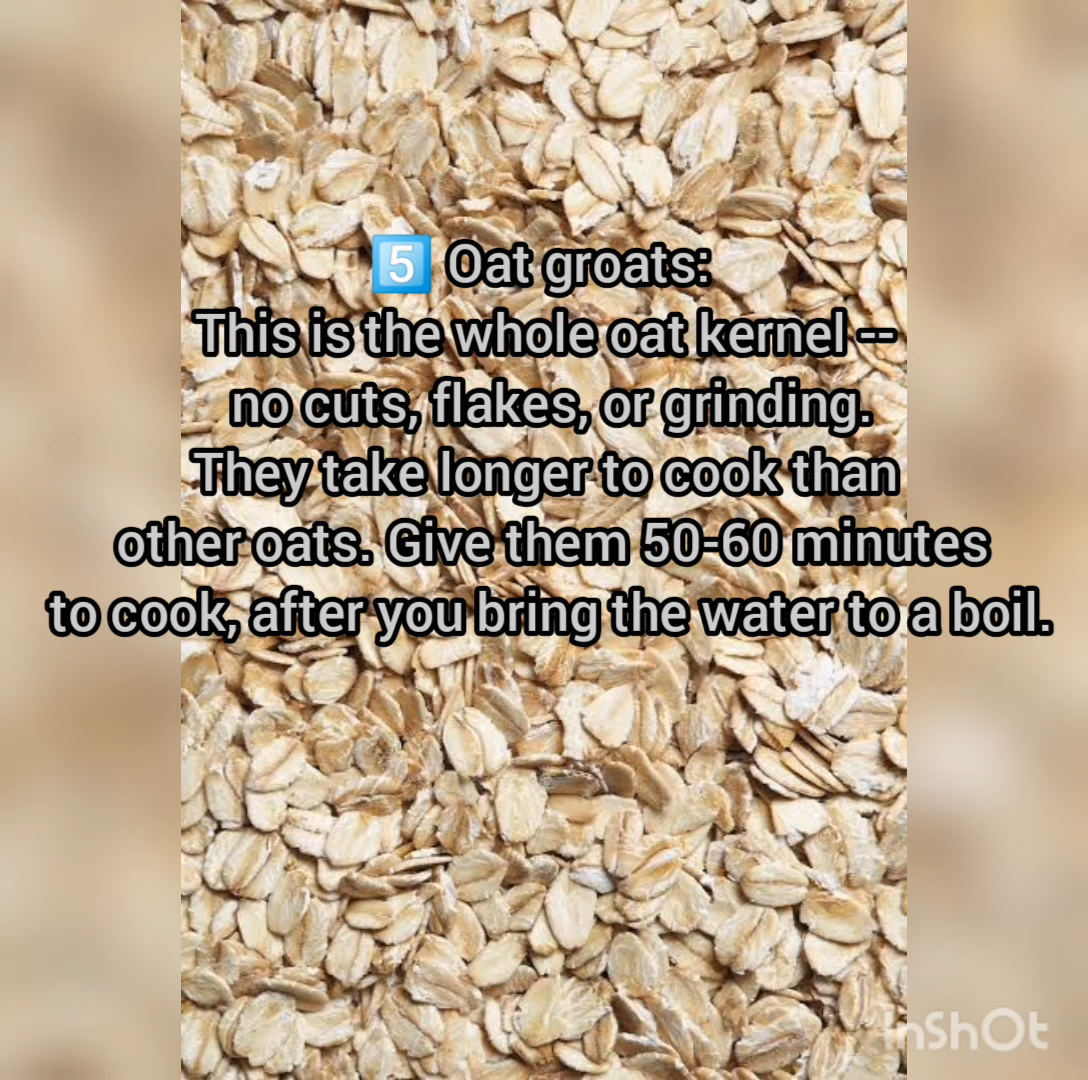 5️⃣ Oat groats:
This is the whole oat kernel --
no cuts, flakes, or grinding.
They take longer to cook than
other oats. Give them 50-60 minutes
to cook, after you bring the water to a boil.
InShOt